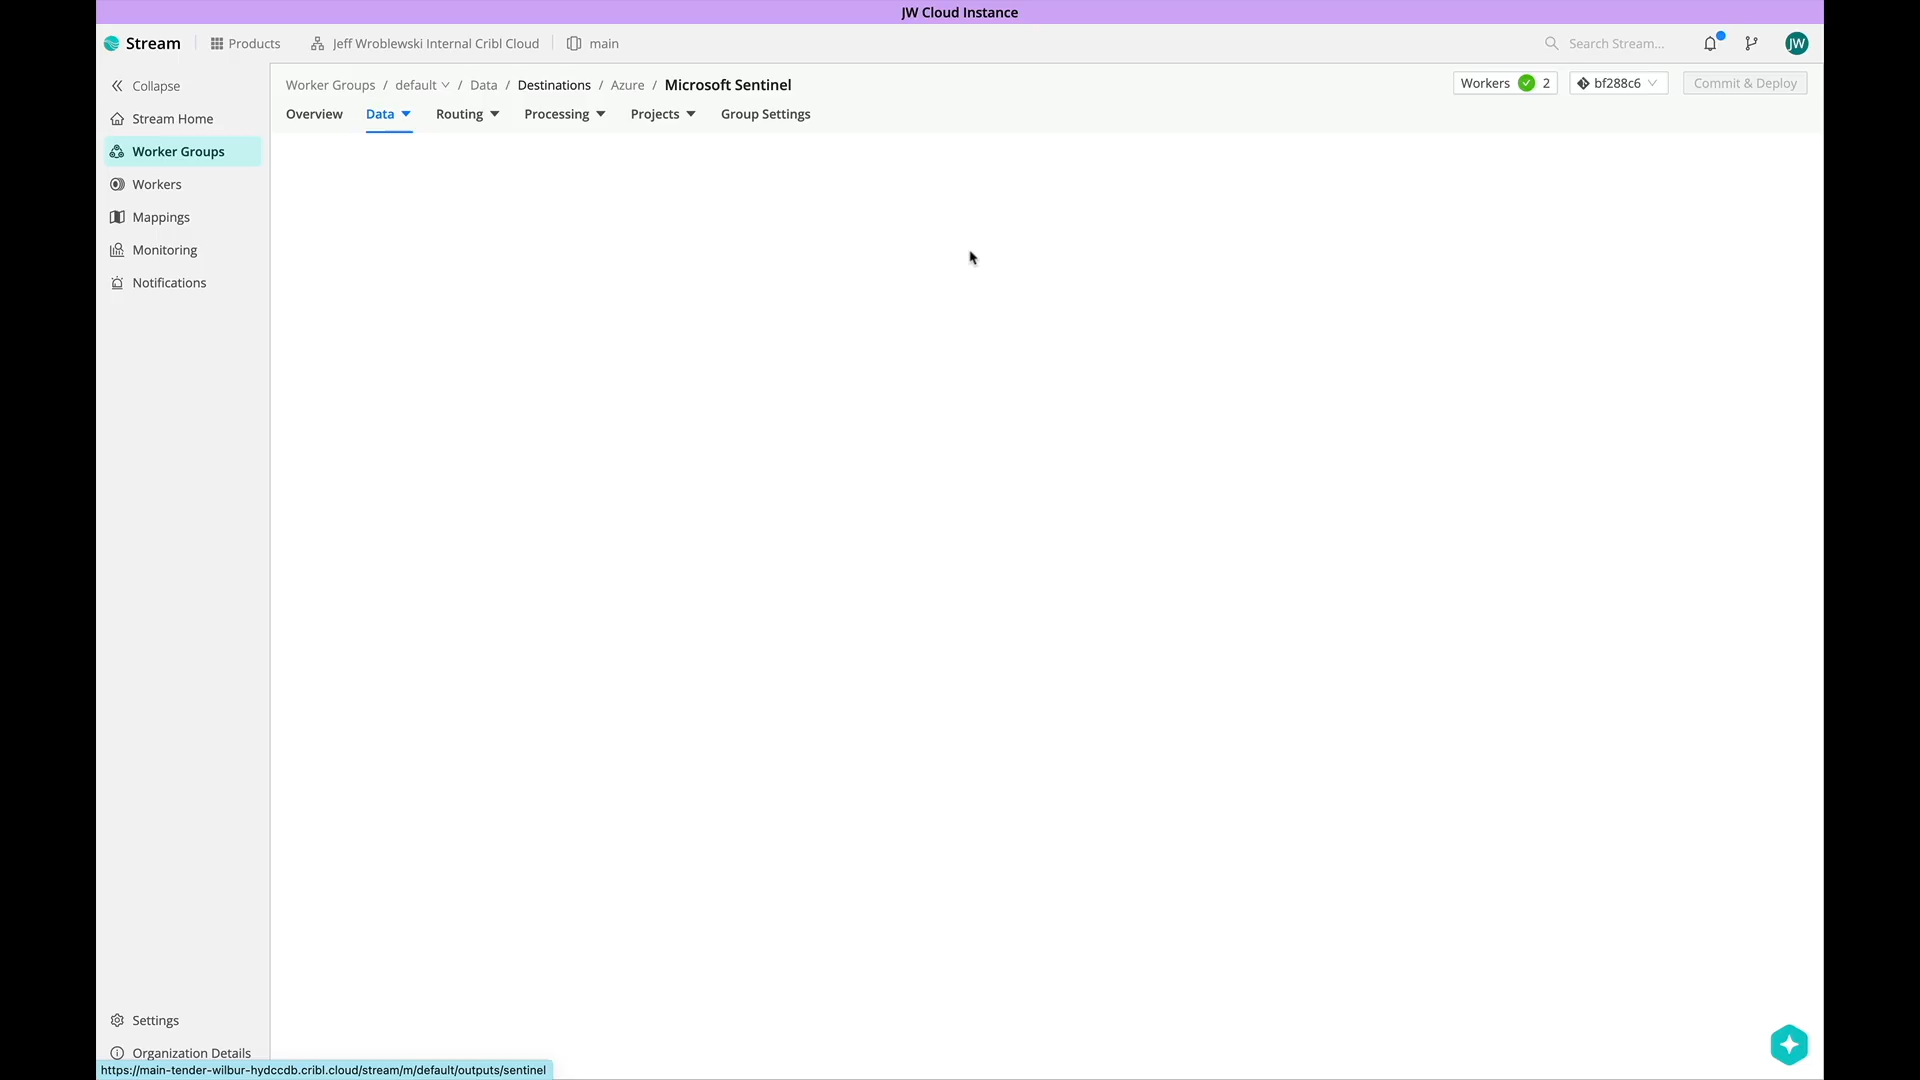 JW Cloud Instance
Stream Products Jeff Wroblewski Internal Cribl Cloud main Search Stream... JW
Collapse
Worker Groups / default / Data / Destinations / Azure / Microsoft Sentinel Workers 2 bf288c6 Commit & Deploy
Overview Data Routing Processing Projects Group Settings
Stream Home
Worker Groups
Workers
Mappings
Monitoring
Notifications
Settings
Organization Details
https://main-tender-wilbur-hydccdb.cribl.cloud/stream/m/default/outputs/sentinel